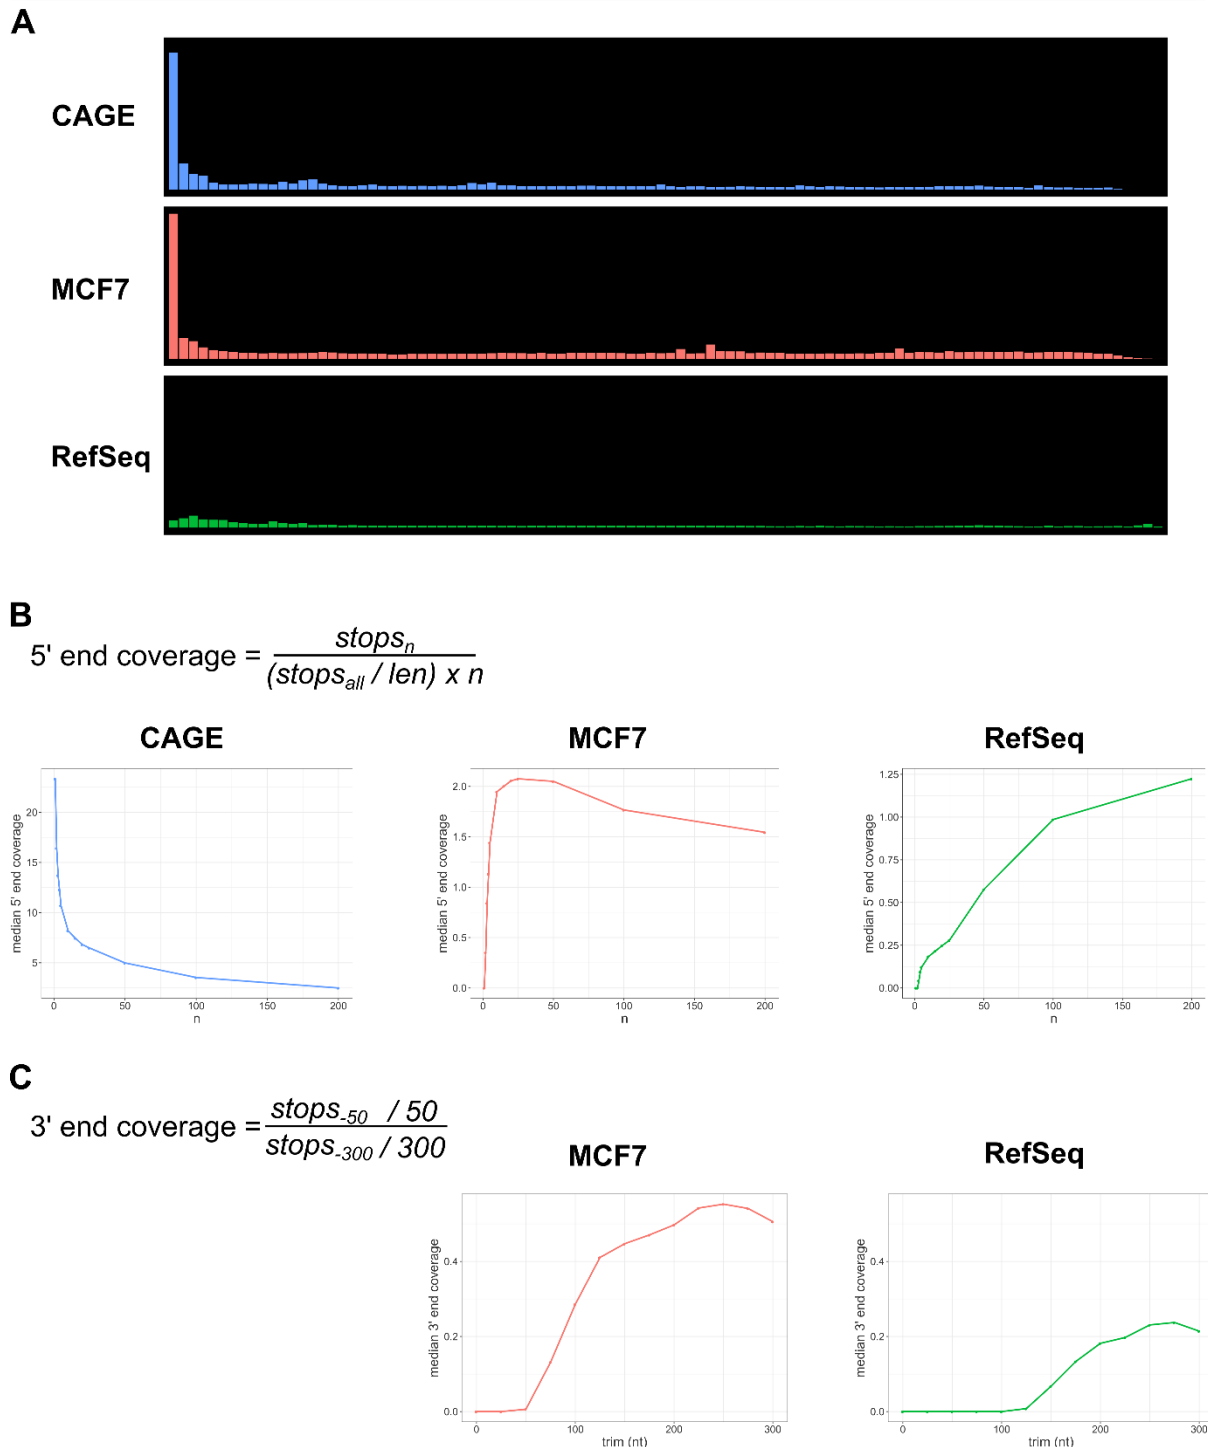 A
CAGE
MCF7
RefSeq
B
5' end coverage = stopsn / (stopsall / len) x n
CAGE
MCF7
RefSeq
median 5' end coverage
20
15
10
5
0
50
100
150
200
n
median 5' end coverage
2.0
1.5
1.0
0.5
0.0
0
50
100
150
200
n
median 5' end coverage
1.25
1.00
0.75
0.50
0.25
0.00
0
50
100
150
200
n
C
3' end coverage = stops-50 / 50 / stops-300 / 300
MCF7
RefSeq
median 3' end coverage
0.4
0.2
0.0
0
100
200
300
trim (nt)
median 3' end coverage
0.4
0.2
0.0
0
100
200
300
trim (nt)